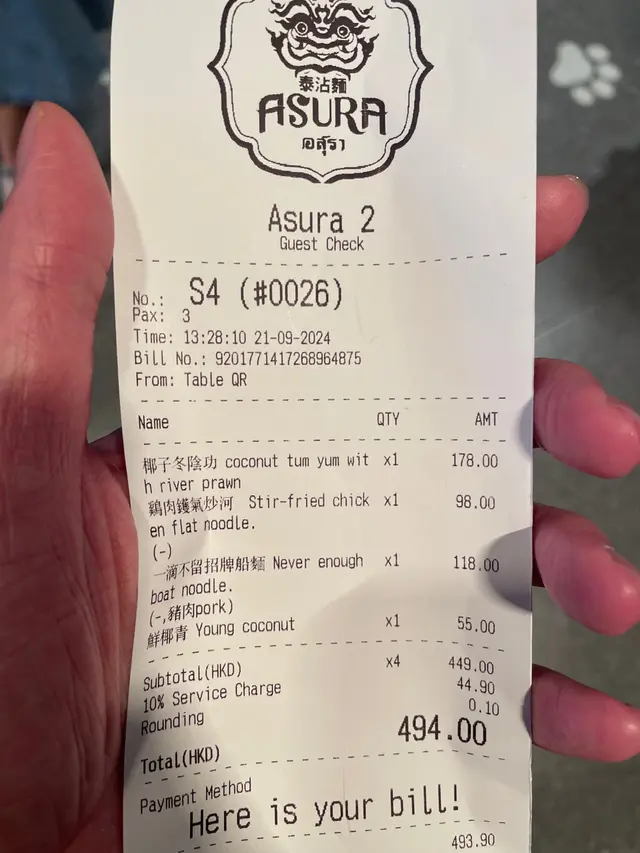 泰沾麵
ASURA
อสุรา
Asura 2
Guest Check
No.: S4 (#0026)
Pax: 3
Time: 13:28:10 21-09-2024
Bill No.: 9201771417268964875
From: Table QR
Name QTY AMT
椰子冬陰功 coconut tum yum wit x1 178.00
h river prawn
鷄肉鑊氣炒河 Stir-fried chick x1 98.00
en flat noodle.
(-)
一滴不留招牌船麵 Never enough x1 118.00
boat noodle.
(-,豬肉pork)
鮮椰青 Young coconut x1 55.00
Subtotal(HKD) x4 449.00
10% Service Charge 44.90
Rounding 0.10
Total(HKD) 494.00
Payment Method
Here is your bill!
493.90